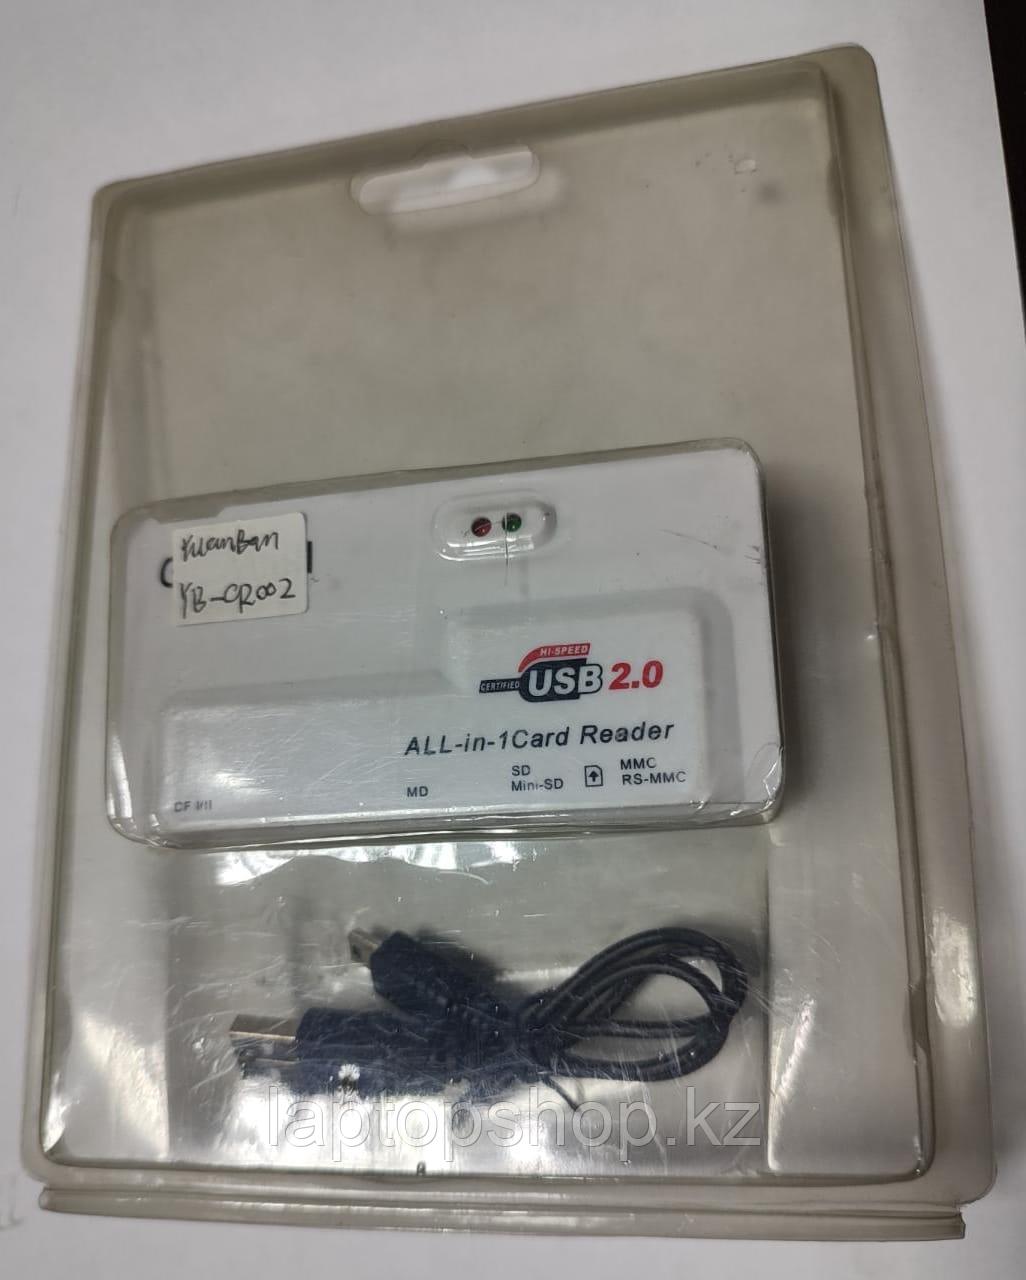 YuanBan
YB-CR002
HI-SPEED
CERTIFIED USB 2.0
ALL-in-1Card Reader
SD
Mini-SD
MMC
RS-MMC
MD
CF I/II
laptopshop.kz